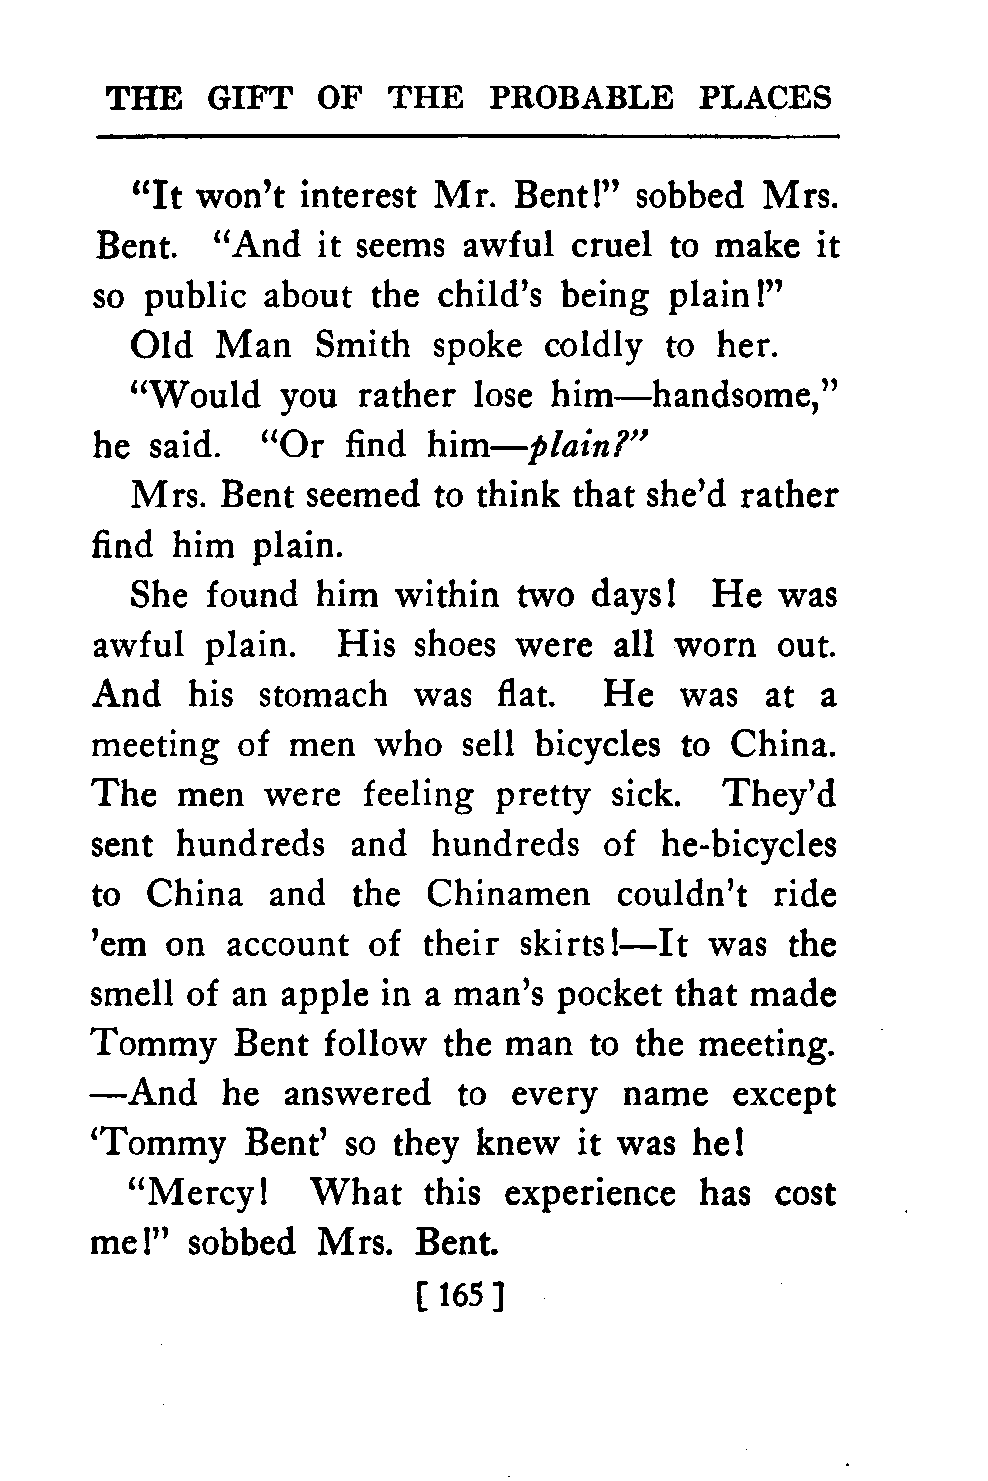 THE GIFT OF THE PROBABLE PLACES
“It won’t interest Mr. Bent!” sobbed Mrs.
Bent. “And it seems awful cruel to make it
so public about the child’s being plain!”
Old Man Smith spoke coldly to her.
“Would you rather lose him—handsome,”
he said. “Or find him—plain?”
Mrs. Bent seemed to think that she’d rather
find him plain.
She found him within two days! He was
awful plain. His shoes were all worn out.
And his stomach was flat. He was at a
meeting of men who sell bicycles to China.
The men were feeling pretty sick. They’d
sent hundreds and hundreds of he-bicycles
to China and the Chinamen couldn’t ride
’em on account of their skirts!—It was the
smell of an apple in a man’s pocket that made
Tommy Bent follow the man to the meeting.
—And he answered to every name except
‘Tommy Bent’ so they knew it was he!
“Mercy! What this experience has cost
me!” sobbed Mrs. Bent.
[ 165 ]